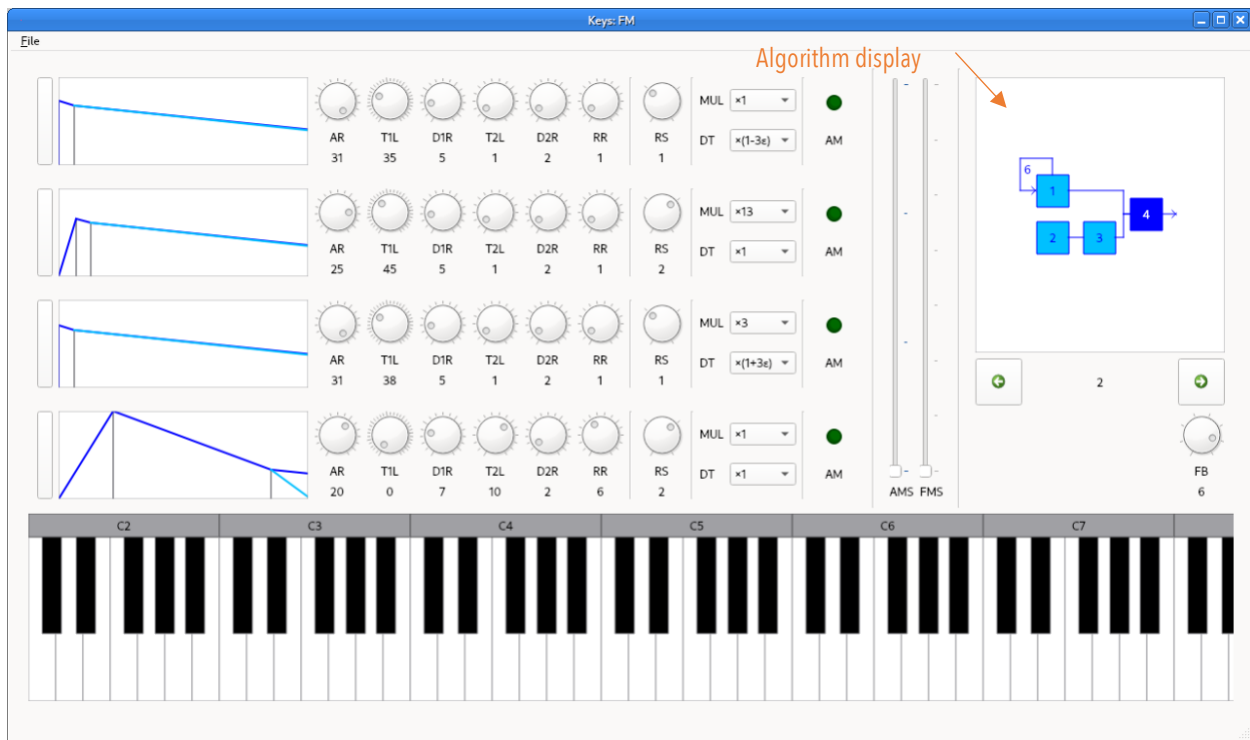 Keys: FM
File
Algorithm display
AR T1L D1R T2L D2R RR RS
31 35 5 1 2 1 1
MUL ×1
DT ×(1-3ε)
AM
AR T1L D1R T2L D2R RR RS
25 45 5 1 2 1 2
MUL ×13
DT ×1
AM
AR T1L D1R T2L D2R RR RS
31 38 5 1 2 1 1
MUL ×3
DT ×(1+3ε)
AM
AR T1L D1R T2L D2R RR RS
20 0 7 10 2 6 2
MUL ×1
DT ×1
AM
AMS FMS
6
1
4
2 3
2
FB
6
C2 C3 C4 C5 C6 C7